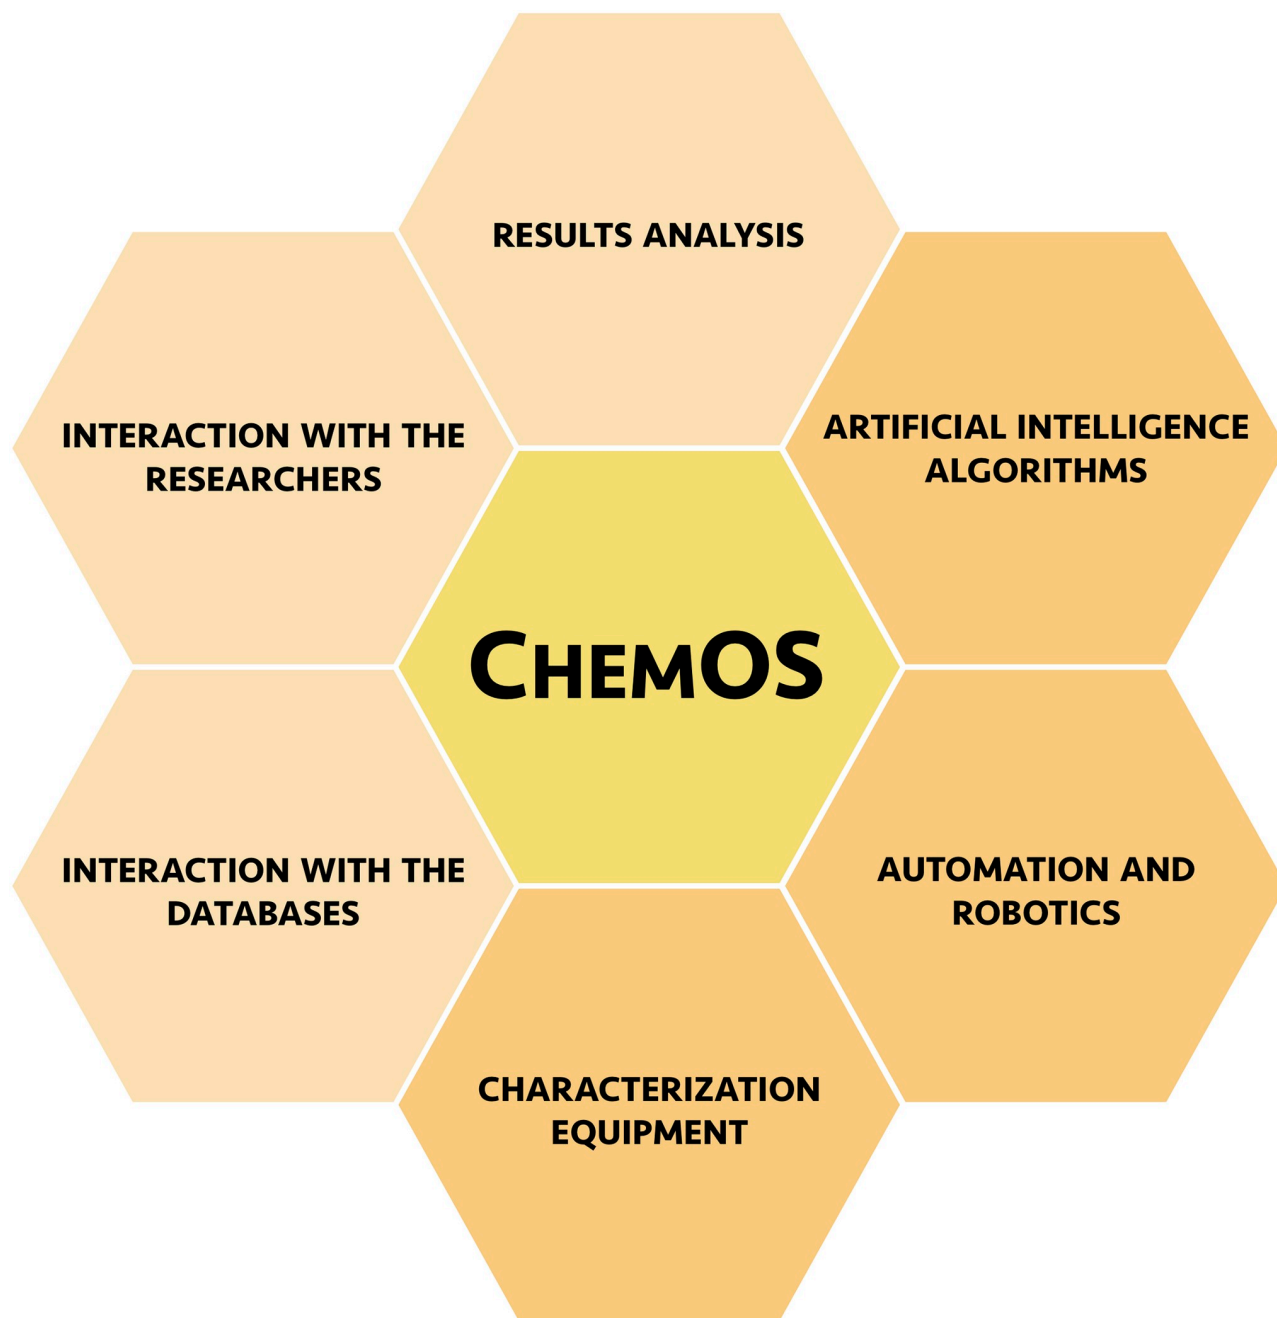 RESULTS ANALYSIS
INTERACTION WITH THE
RESEARCHERS
ARTIFICIAL INTELLIGENCE
ALGORITHMS
CHEMOS
INTERACTION WITH THE
DATABASES
AUTOMATION AND
ROBOTICS
CHARACTERIZATION
EQUIPMENT